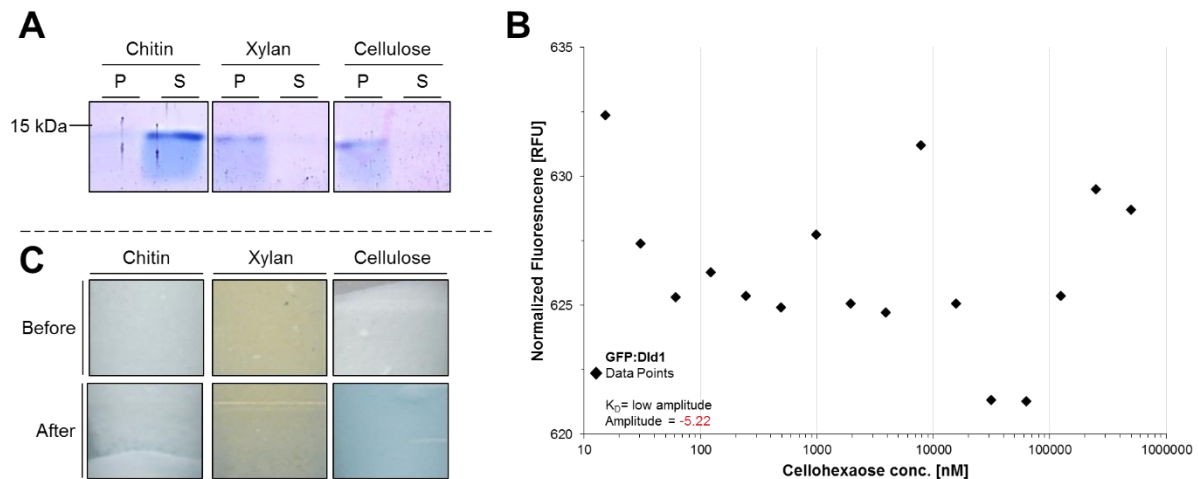 A
Chitin Xylan Cellulose
P S P S P S
15 kDa
C
Chitin Xylan Cellulose
Before
After
B
Normalized Fluoresncene [RFU]
635
630
625
620
GFP:Dld1
Data Points
KD= low amplitude
Amplitude = -5.22
10 100 1000 10000 100000 1000000
Cellohexaose conc. [nM]